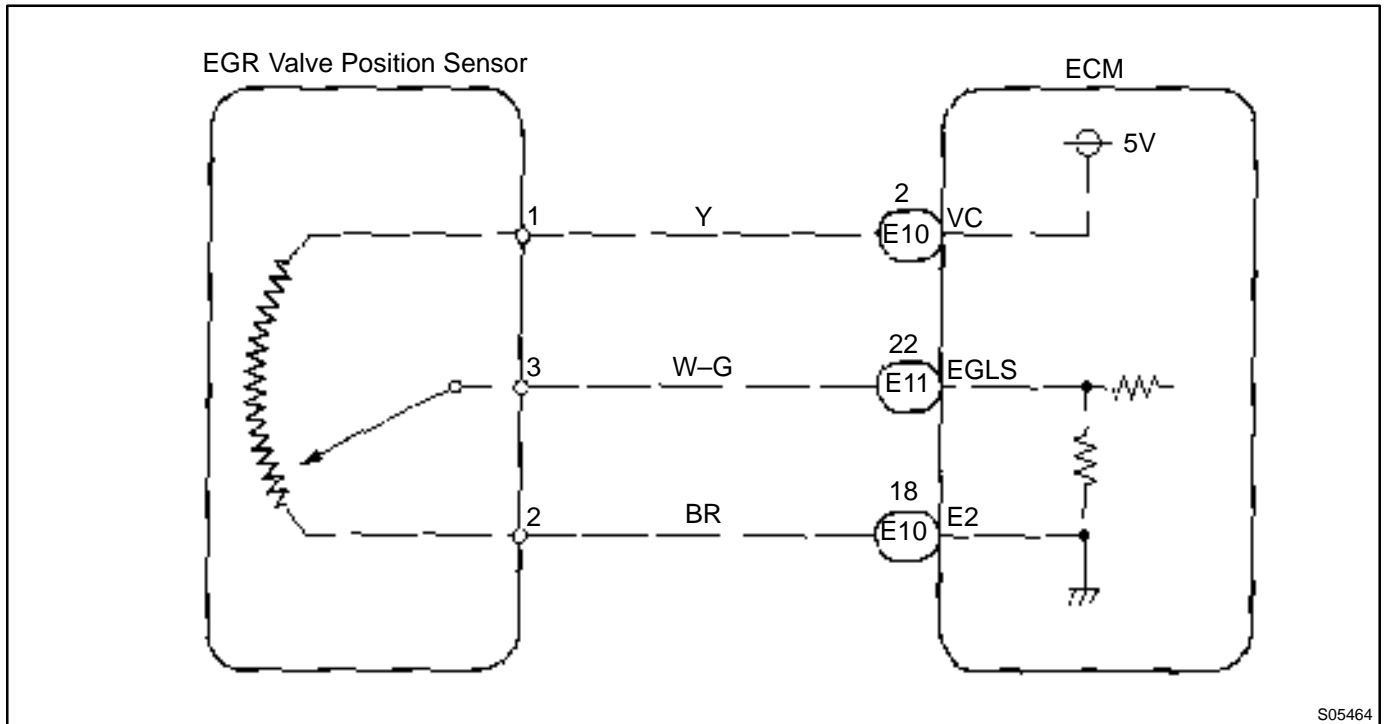 EGR Valve Position Sensor
ECM
5V
1
Y
2
E10
VC
3
W–G
22
E11
EGLS
2
BR
18
E10
E2
S05464